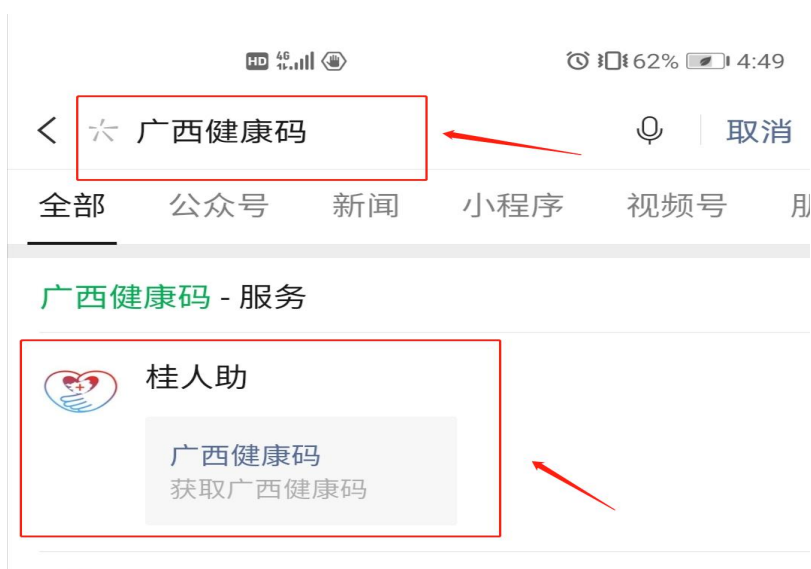 HD 4G 62% 4:49
广西健康码 取消
全部 公众号 新闻 小程序 视频号
广西健康码 - 服务
桂人助
广西健康码
获取广西健康码